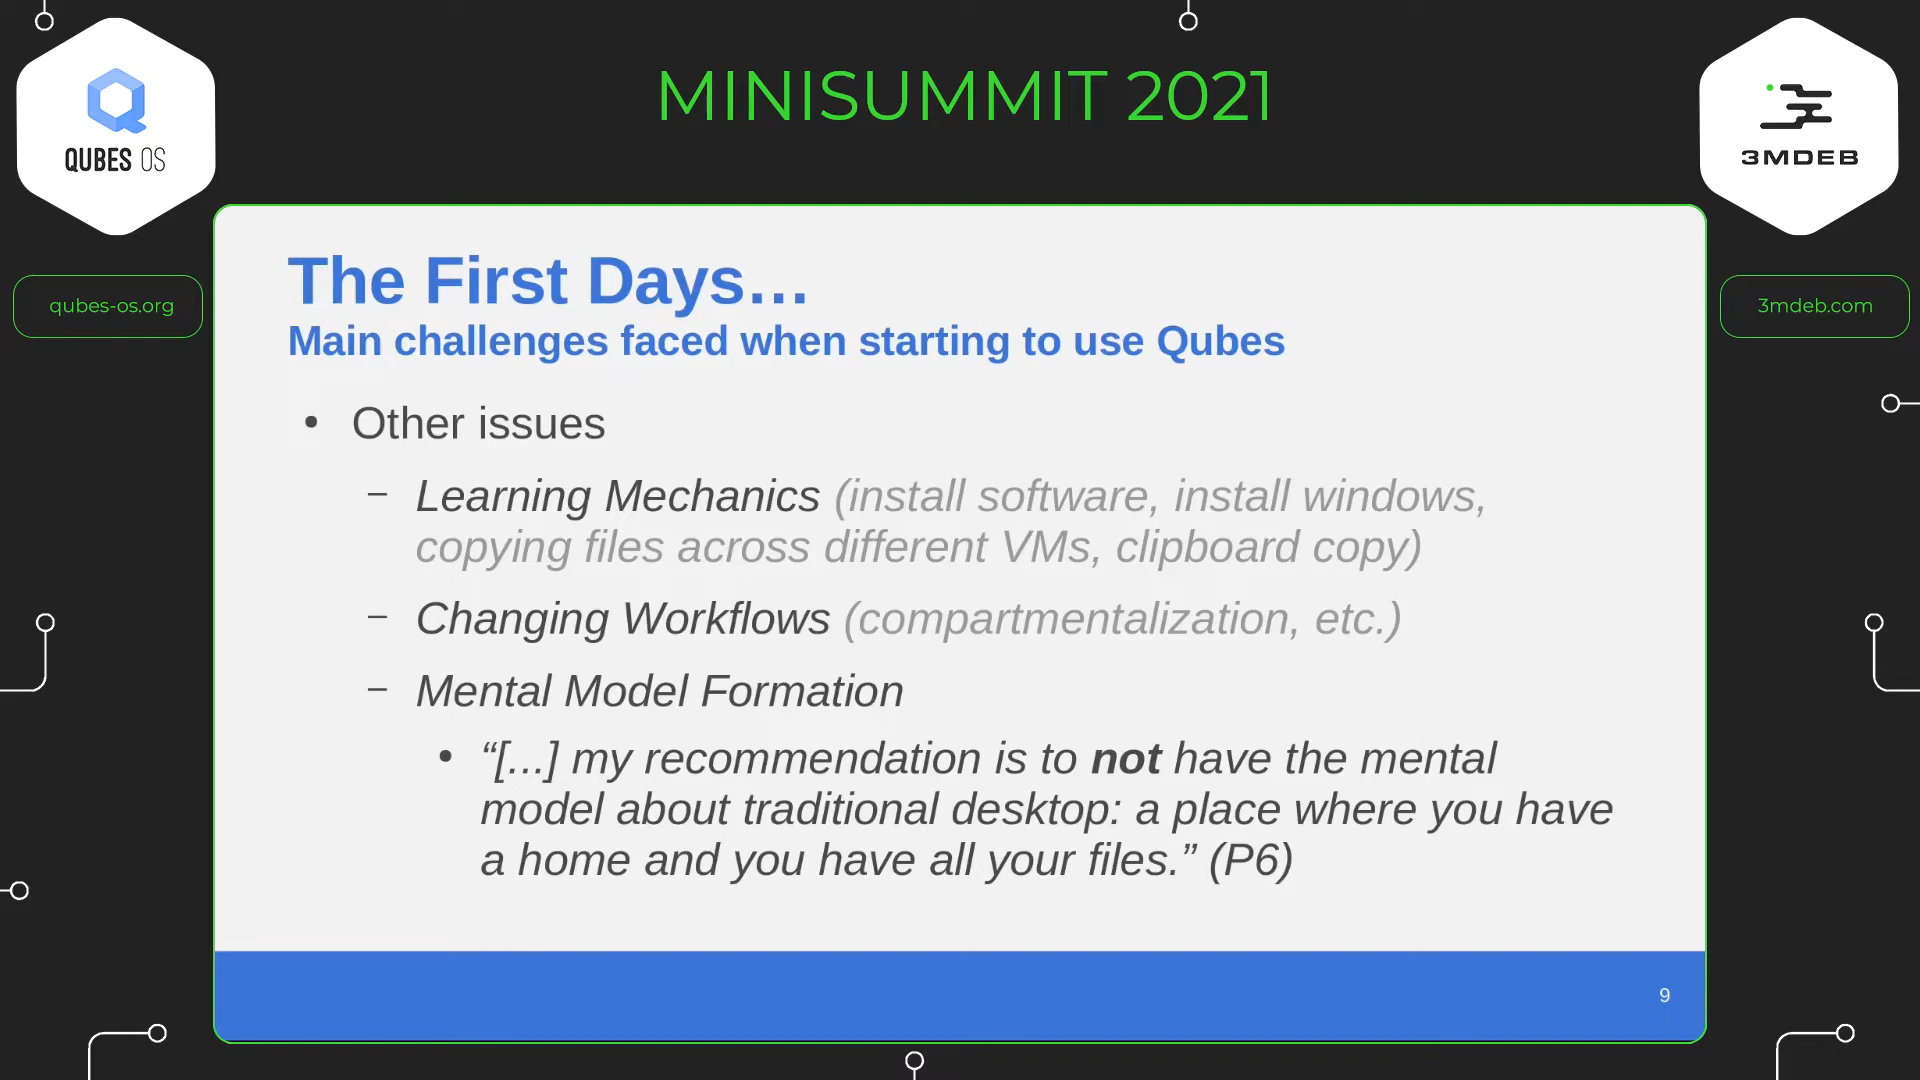 MINISUMMIT 2021
QUBES OS
3MDEB
qubes-os.org
3mdeb.com
The First Days…
Main challenges faced when starting to use Qubes
• Other issues
– Learning Mechanics (install software, install windows,
copying files across different VMs, clipboard copy)
– Changing Workflows (compartmentalization, etc.)
– Mental Model Formation
• “[...] my recommendation is to not have the mental
model about traditional desktop: a place where you have
a home and you have all your files.” (P6)
9